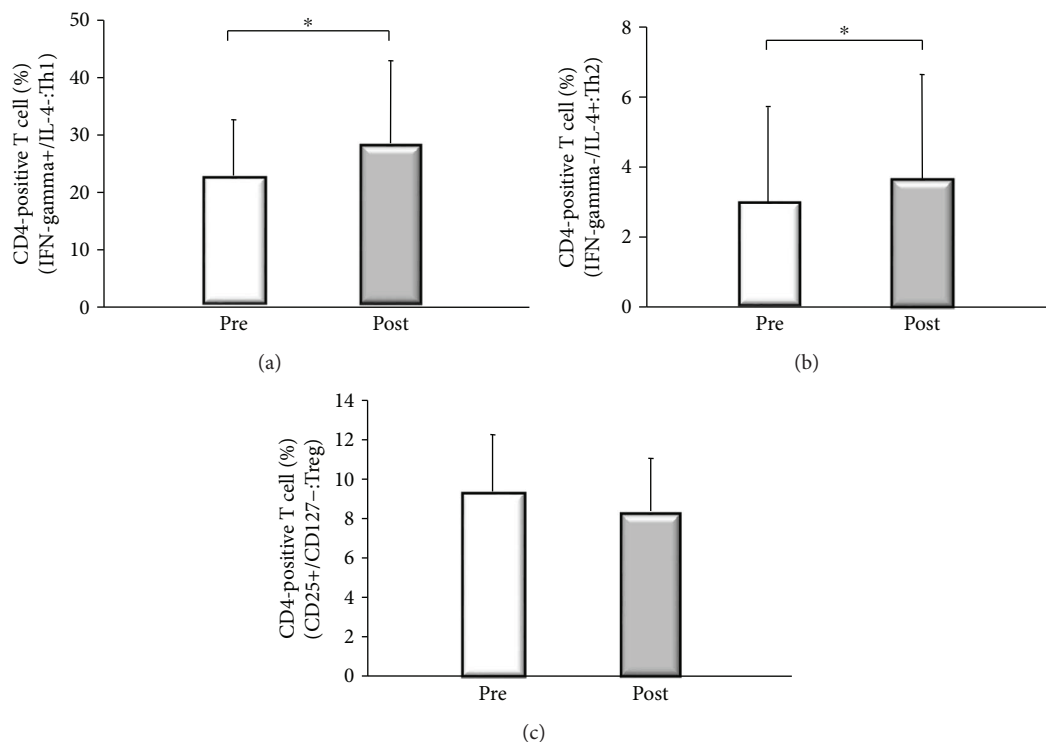 CD4-positive T cell (%)
(IFN-gamma+/IL-4-:Th1)
50
40
30
20
10
0
*
Pre
Post
(a)
CD4-positive T cell (%)
(IFN-gamma-/IL-4+:Th2)
8
6
4
2
0
*
Pre
Post
(b)
CD4-positive T cell (%)
(CD25+/CD127−:Treg)
14
12
10
8
6
4
2
0
Pre
Post
(c)